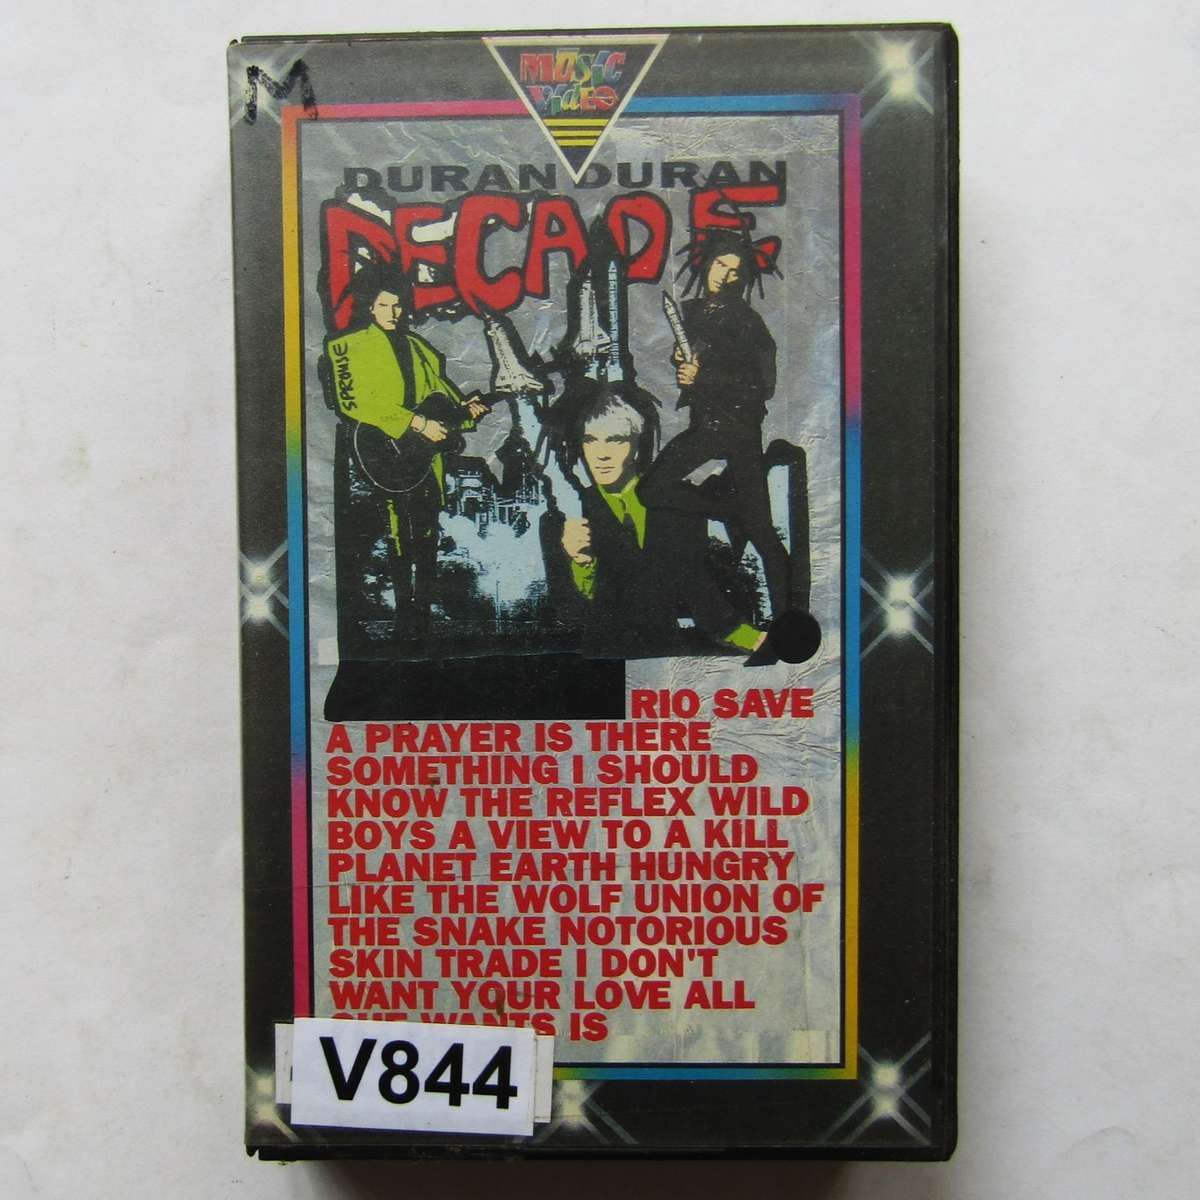 M
MUSIC
VIDEO
DURAN DURAN
DECADE
SPROUSE
RIO SAVE
A PRAYER IS THERE
SOMETHING I SHOULD
KNOW THE REFLEX WILD
BOYS A VIEW TO A KILL
PLANET EARTH HUNGRY
LIKE THE WOLF UNION OF
THE SNAKE NOTORIOUS
SKIN TRADE I DON'T
WANT YOUR LOVE ALL
SHE WANTS IS
V844